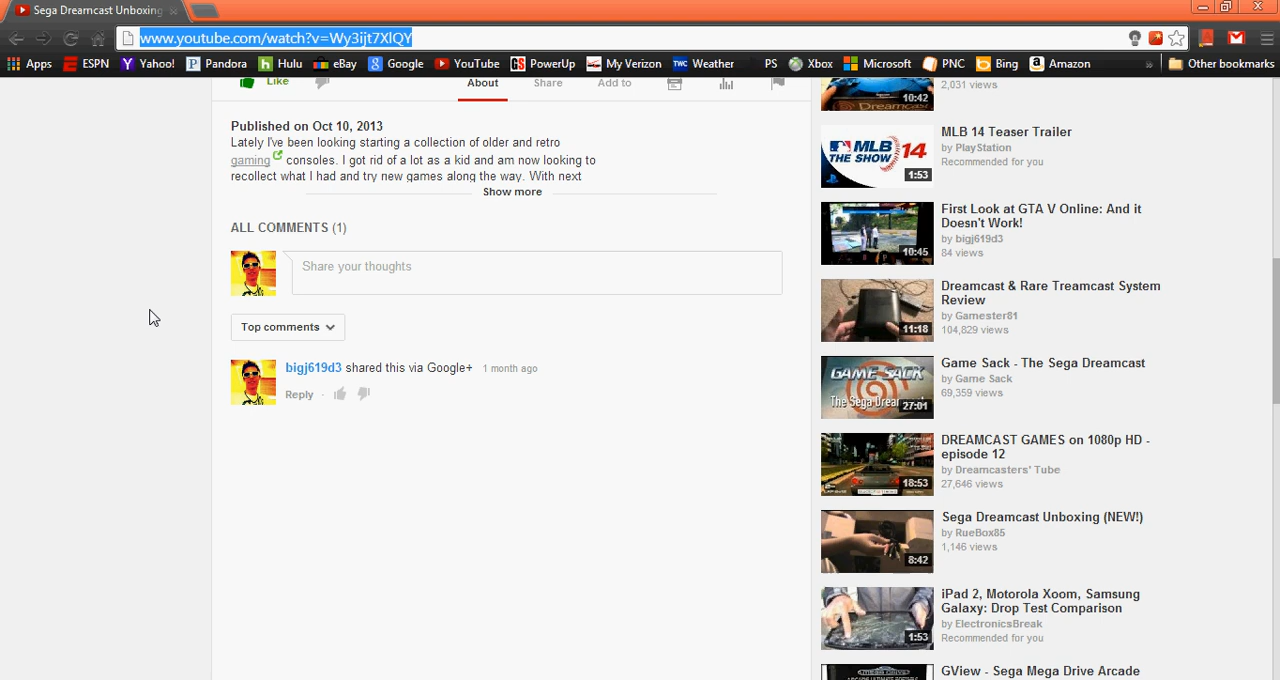 Sega Dreamcast Unboxing
www.youtube.com/watch?v=Wy3ijt7XlQY
Apps ESPN Yahoo! Pandora Hulu eBay Google YouTube PowerUp My Verizon Weather PS Xbox Microsoft PNC Bing Amazon » Other bookmarks
Like About Share Add to
Published on Oct 10, 2013
Lately I've been looking starting a collection of older and retro
gaming consoles. I got rid of a lot as a kid and am now looking to
recollect what I had and try new games along the way. With next
Show more
ALL COMMENTS (1)
Share your thoughts
Top comments
bigj619d3 shared this via Google+ 1 month ago
Reply ·
10:42
2,031 views
MLB THE SHOW 14
1:53
MLB 14 Teaser Trailer
by PlayStation
Recommended for you
10:45
First Look at GTA V Online: And it
Doesn't Work!
by bigj619d3
84 views
11:18
Dreamcast & Rare Treamcast System
Review
by Gamester81
104,829 views
GAME SACK
27:01
Game Sack - The Sega Dreamcast
by Game Sack
69,359 views
18:53
DREAMCAST GAMES on 1080p HD -
episode 12
by Dreamcasters' Tube
27,646 views
8:42
Sega Dreamcast Unboxing (NEW!)
by RueBox85
1,146 views
1:53
iPad 2, Motorola Xoom, Samsung
Galaxy: Drop Test Comparison
by ElectronicsBreak
Recommended for you
GView - Sega Mega Drive Arcade